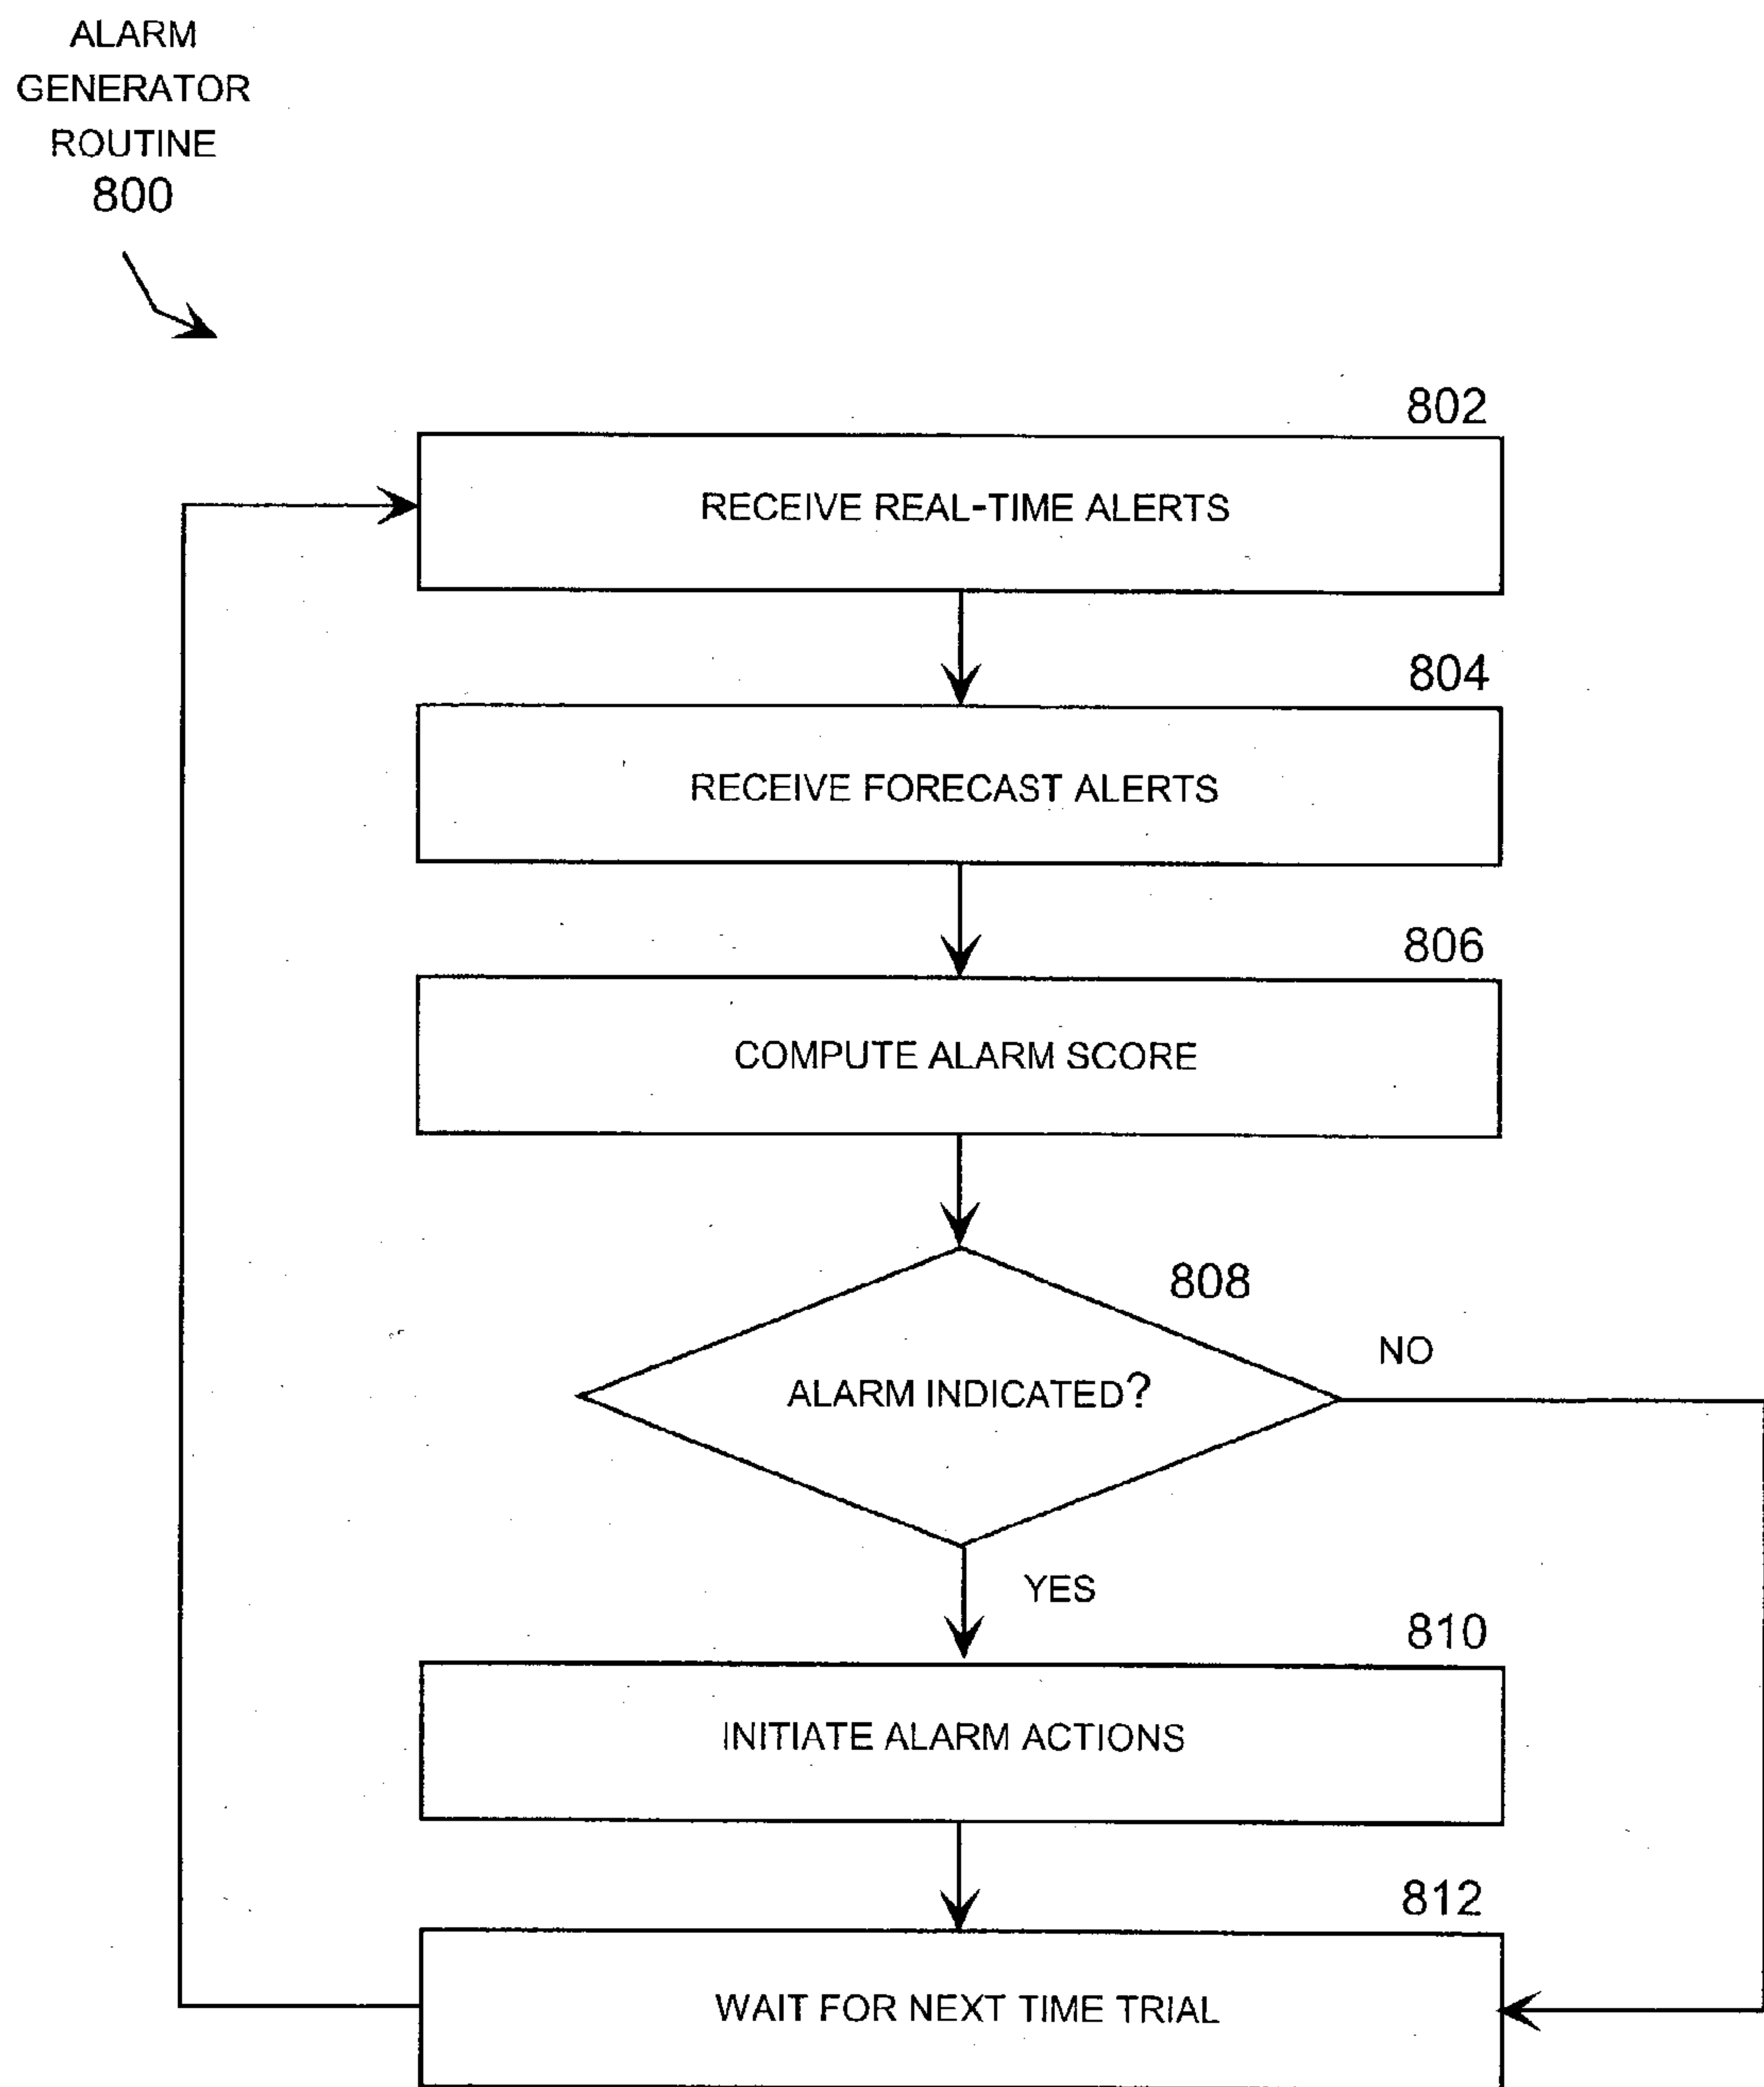 ALARM
GENERATOR
ROUTINE
800
802
RECEIVE REAL-TIME ALERTS
804
RECEIVE FORECAST ALERTS
806
COMPUTE ALARM SCORE
808
ALARM INDICATED?
NO
YES
810
INITIATE ALARM ACTIONS
812
WAIT FOR NEXT TIME TRIAL